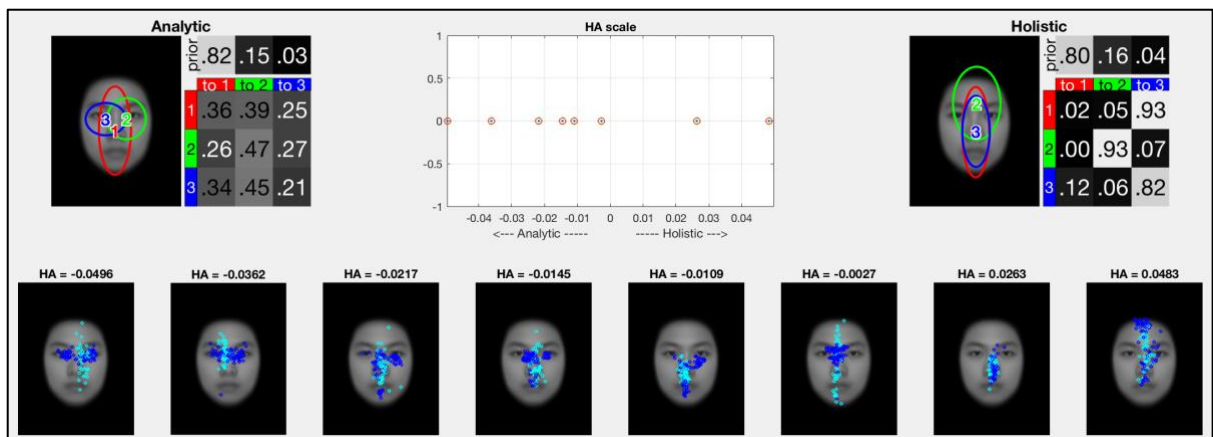 Analytic
prior .82 .15 .03
to 1 to 2 to 3
1 .36 .39 .25
2 .26 .47 .27
3 .34 .45 .21
3 2
1
HA scale
1
0.5
0
-0.5
-1
-0.04 -0.03 -0.02 -0.01 0 0.01 0.02 0.03 0.04
<--- Analytic ----- ----- Holistic --->
Holistic
prior .80 .16 .04
to 1 to 2 to 3
1 .02 .05 .93
2 .00 .93 .07
3 .12 .06 .82
2
3
HA = -0.0496 HA = -0.0362 HA = -0.0217 HA = -0.0145 HA = -0.0109 HA = -0.0027 HA = 0.0263 HA = 0.0483